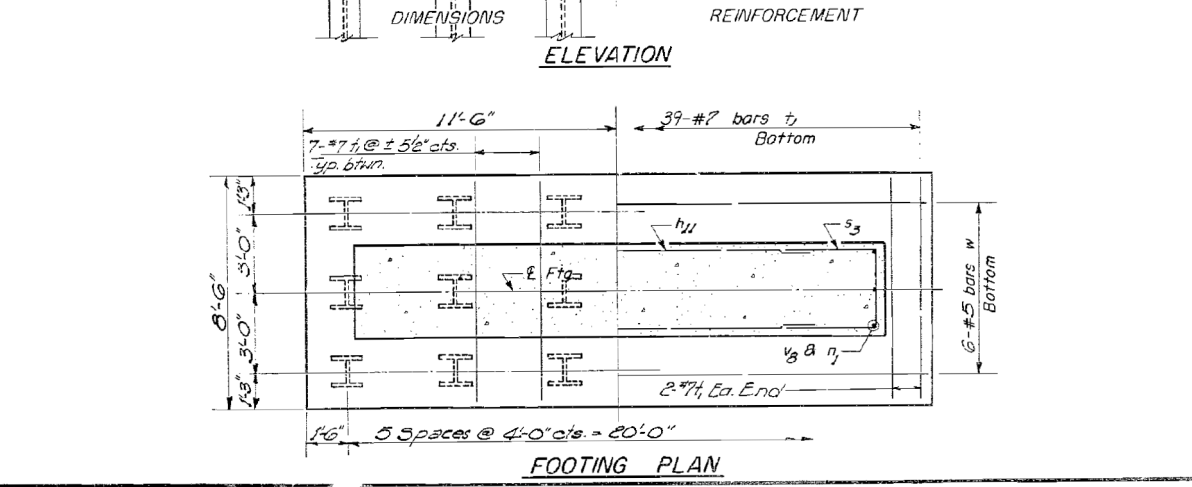 DIMENSIONS
REINFORCEMENT
ELEVATION
11'-6"
39-#7 bars t₁
Bottom
7-#7 t₁ @ ± 5½" cts.
Typ. btwn.
1'-3"
3'-0"
3'-0"
1'-3"
8'-6"
h₁₁
s₃
℄ Ftg.
v₈ & n₁
6-#5 bars w
Bottom
2-#7 t₁ Ea. End
1'-6"
5 Spaces @ 4'-0" cts. = 20'-0"
FOOTING PLAN